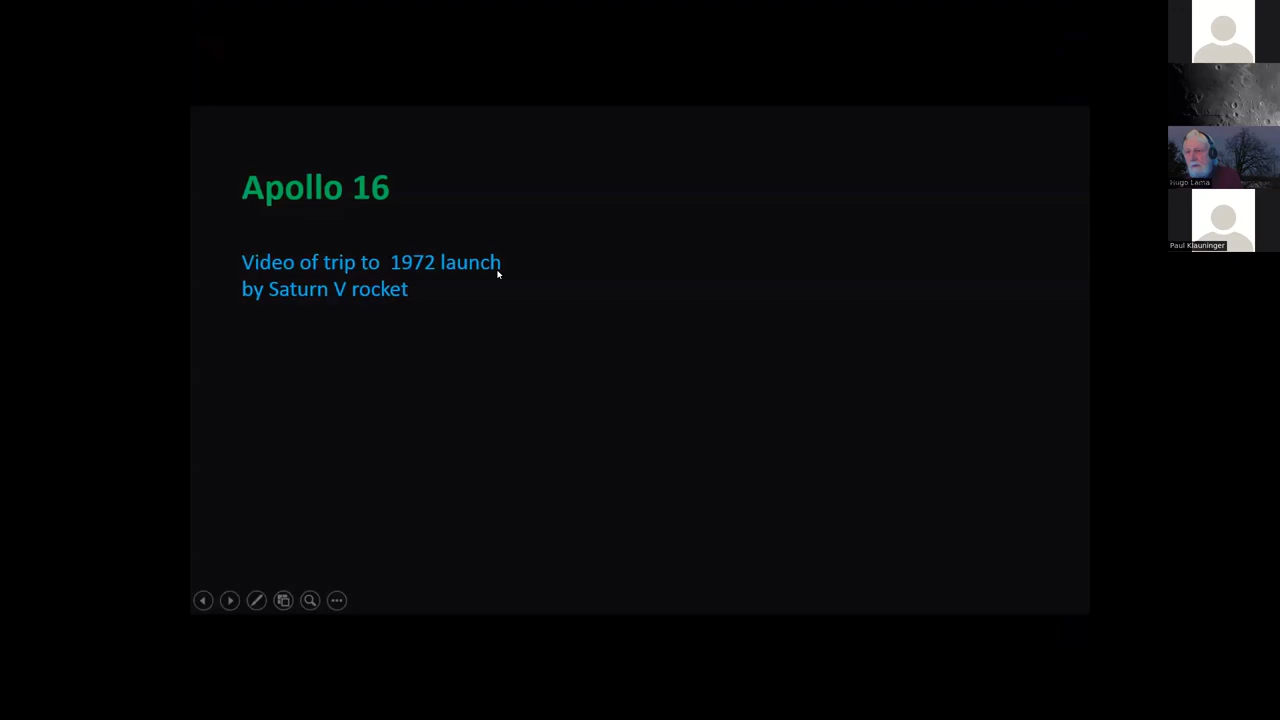 Apollo 16
Video of trip to 1972 launch
by Saturn V rocket
Hugo Lama
Paul Klauninger